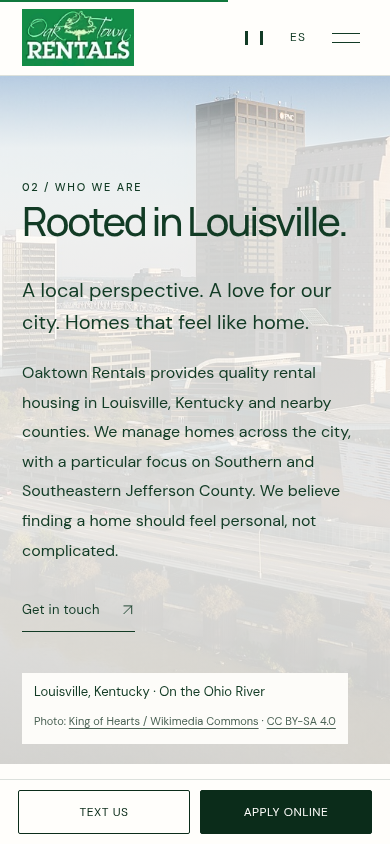 Oak Town
RENTALS
ES
02 / WHO WE ARE
Rooted in Louisville.
A local perspective. A love for our
city. Homes that feel like home.
Oaktown Rentals provides quality rental
housing in Louisville, Kentucky and nearby
counties. We manage homes across the city,
with a particular focus on Southern and
Southeastern Jefferson County. We believe
finding a home should feel personal, not
complicated.
Get in touch
Louisville, Kentucky · On the Ohio River
Photo: King of Hearts / Wikimedia Commons · CC BY-SA 4.0
TEXT US
APPLY ONLINE